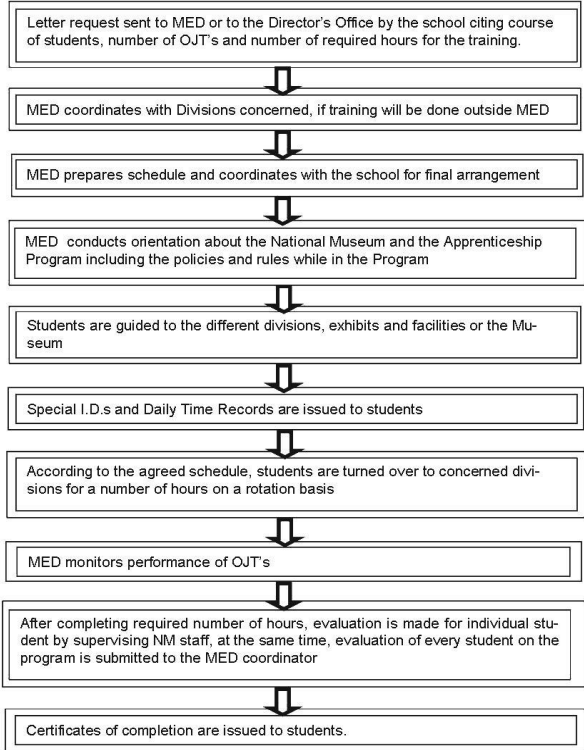 Letter request sent to MED or to the Director's Office by the school citing course
of students, number of OJT's and number of required hours for the training.
MED coordinates with Divisions concerned, if training will be done outside MED
MED prepares schedule and coordinates with the school for final arrangement
MED conducts orientation about the National Museum and the Apprenticeship
Program including the policies and rules while in the Program
Students are guided to the different divisions, exhibits and facilities or the Mu-
seum
Special I.D.s and Daily Time Records are issued to students
According to the agreed schedule, students are turned over to concerned divi-
sions for a number of hours on a rotation basis
MED monitors performance of OJT's
After completing required number of hours, evaluation is made for individual stu-
dent by supervising NM staff, at the same time, evaluation of every student on the
program is submitted to the MED coordinator
Certificates of completion are issued to students.